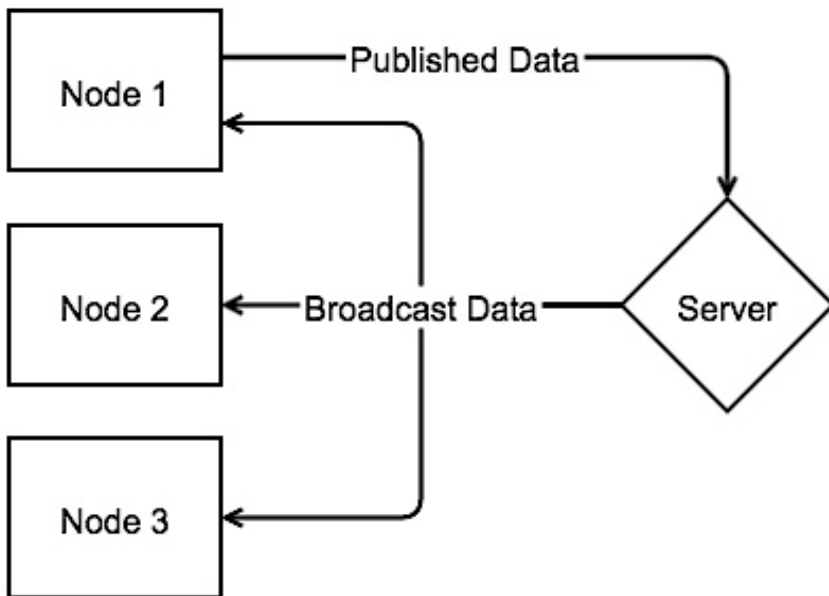 Node 1
Published Data
Node 2
Broadcast Data
Server
Node 3